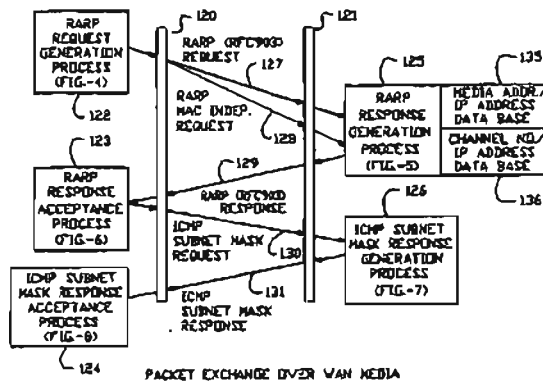 120
121
RARP
REQUEST
GENERATION
PROCESS
(FIG.-4)
122
RARP (RFC903)
REQUEST
127
RARP
MAC INDEP.
REQUEST
128
125
135
RARP
RESPONSE
GENERATION
PROCESS
(FIG.-5)
MEDIA ADDR./
IP ADDRESS
DATA BASE
CHANNEL NO./
IP ADDRESS
DATA BASE
136
123
RARP
RESPONSE
ACCEPTANCE
PROCESS
(FIG.-6)
129
RARP (RFC903)
RESPONSE
ICMP
SUBNET MASK
REQUEST
130
126
ICMP SUBNET
MASK RESPONSE
GENERATION
PROCESS
(FIG.-7)
ICMP SUBNET
MASK RESPONSE
ACCEPTANCE
PROCESS
(FIG.-8)
124
131
ICMP
SUBNET MASK
RESPONSE
PACKET EXCHANGE OVER WAN MEDIA